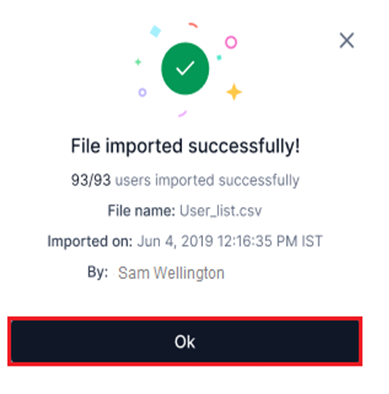 File imported successfully!
93/93 users imported successfully
File name: User_list.csv
Imported on: Jun 4, 2019 12:16:35 PM IST
By: Sam Wellington
Ok